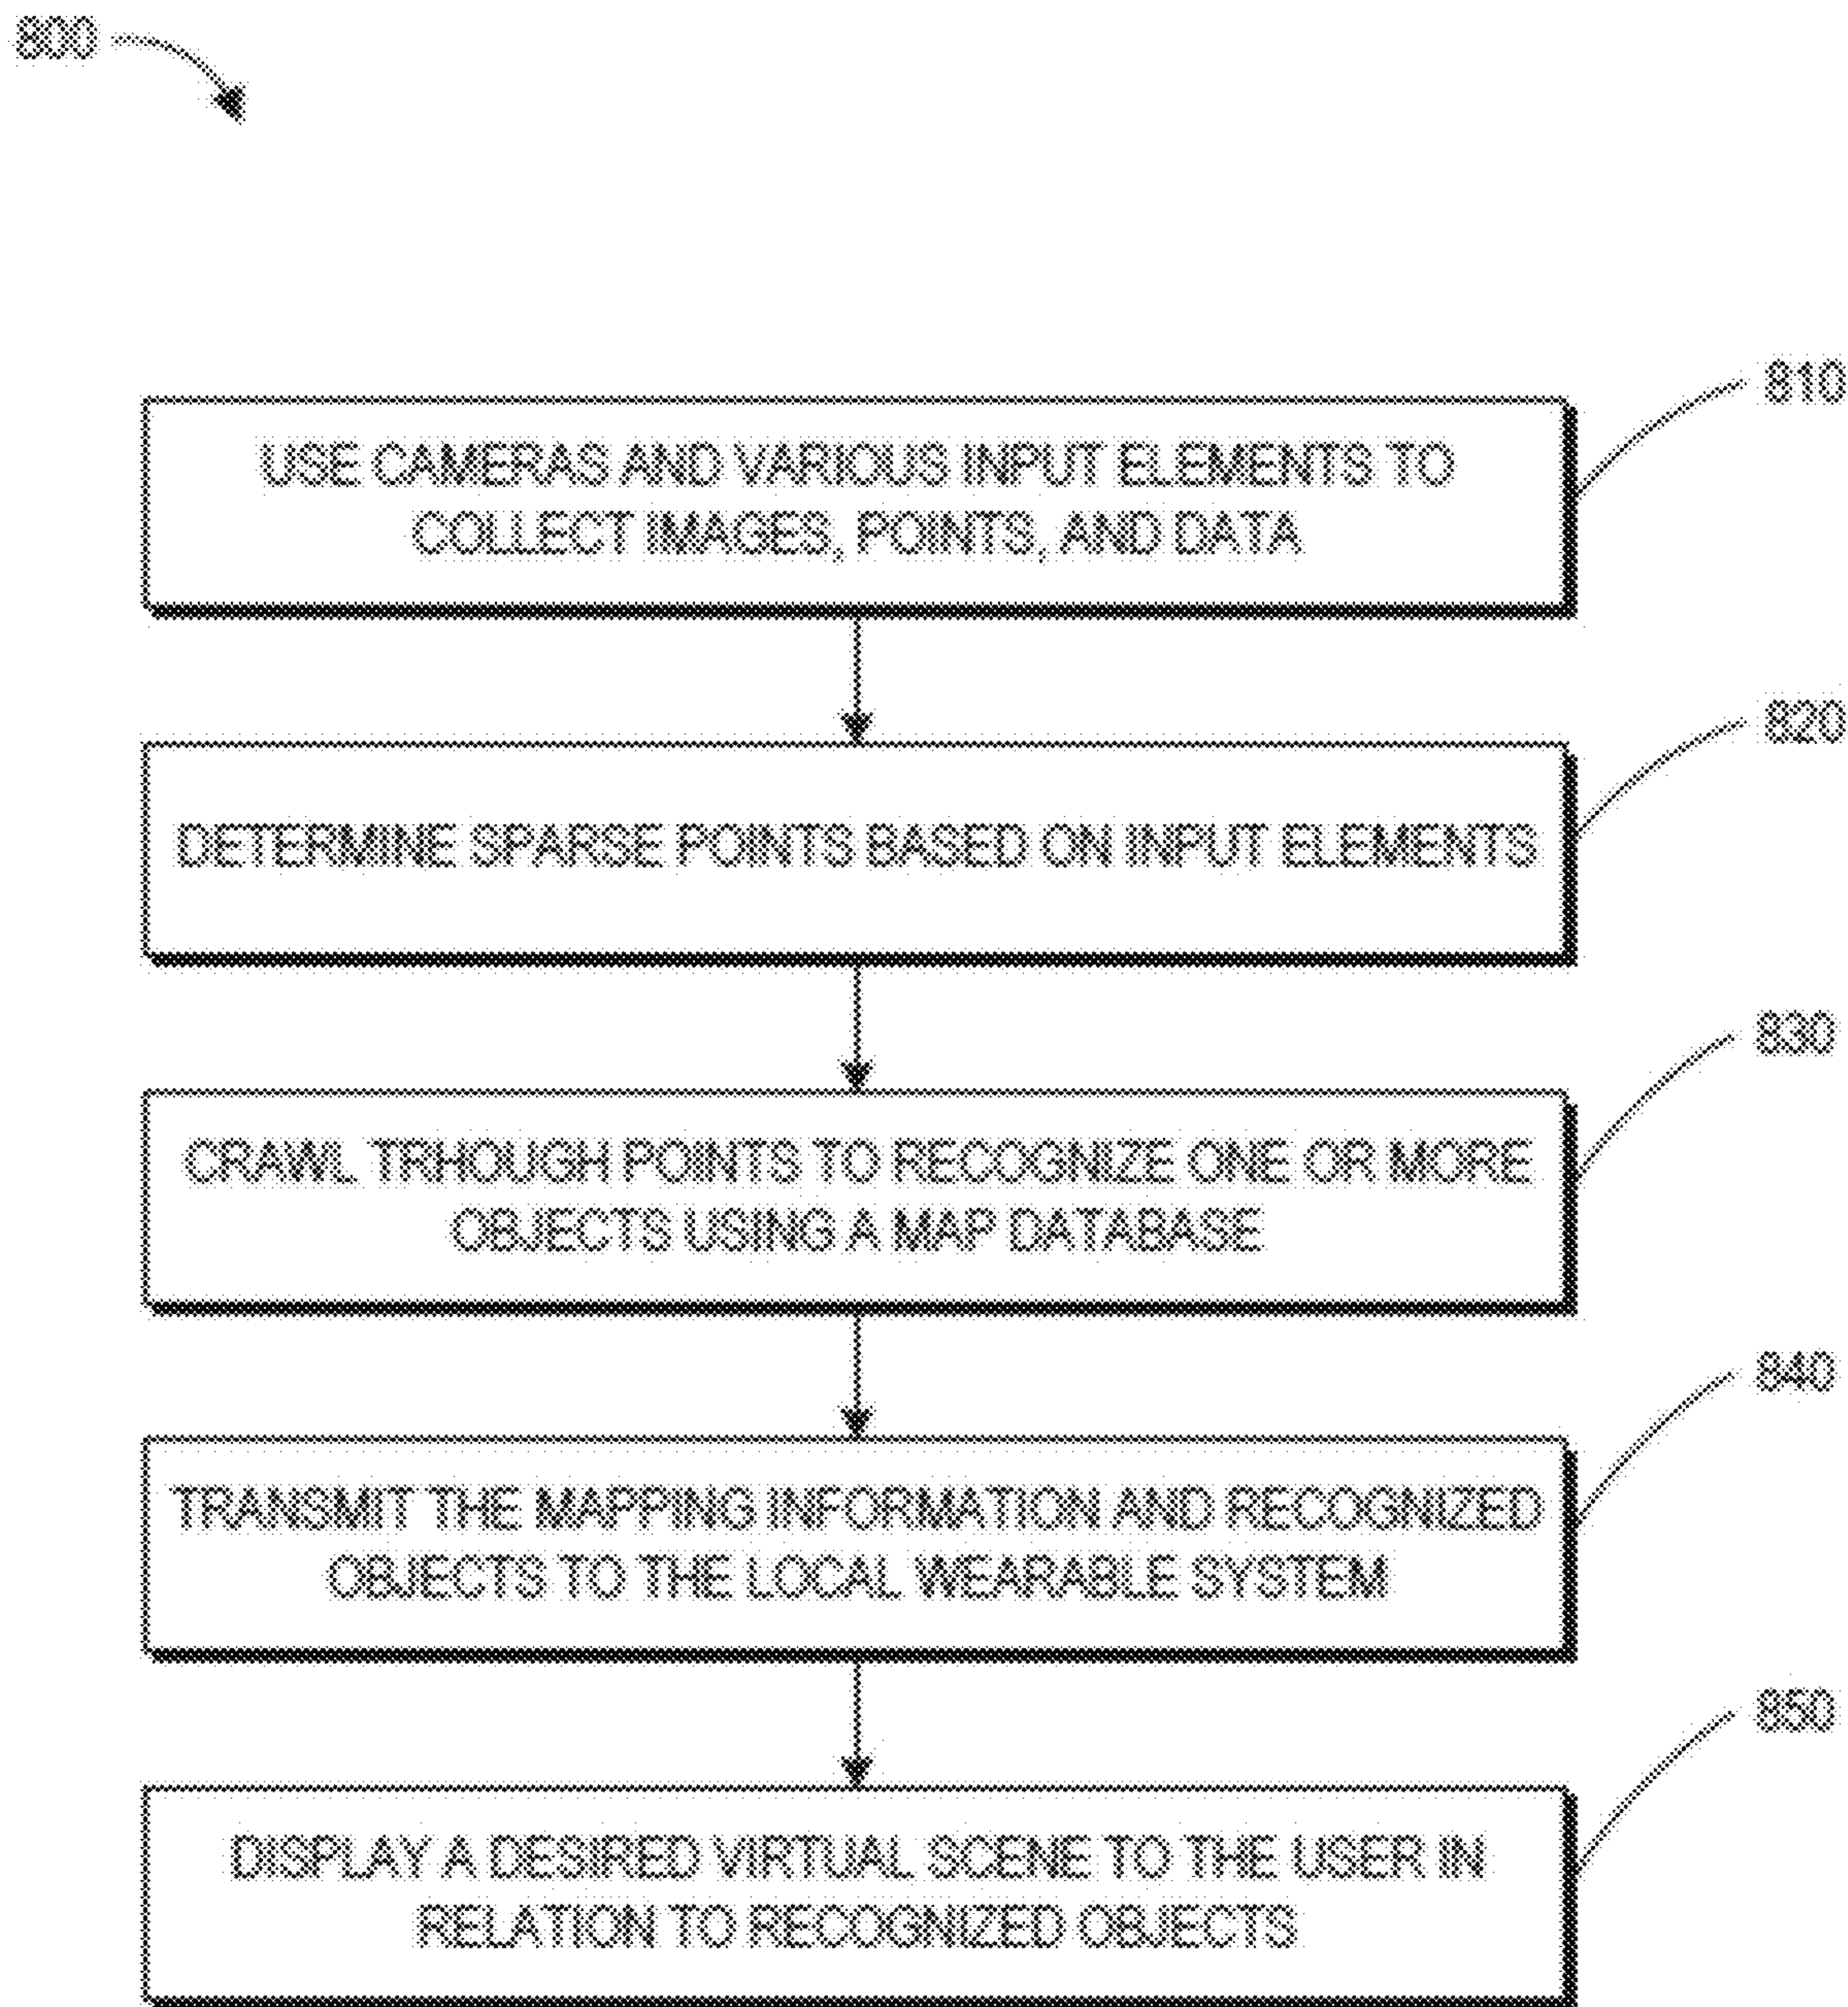 800
810
USE CAMERAS AND VARIOUS INPUT ELEMENTS TO
COLLECT IMAGES, POINTS, AND DATA
820
DETERMINE SPARSE POINTS BASED ON INPUT ELEMENTS
830
CRAWL TRHOUGH POINTS TO RECOGNIZE ONE OR MORE
OBJECTS USING A MAP DATABASE
840
TRANSMIT THE MAPPING INFORMATION AND RECOGNIZED
OBJECTS TO THE LOCAL WEARABLE SYSTEM
850
DISPLAY A DESIRED VIRTUAL SCENE TO THE USER IN
RELATION TO RECOGNIZED OBJECTS